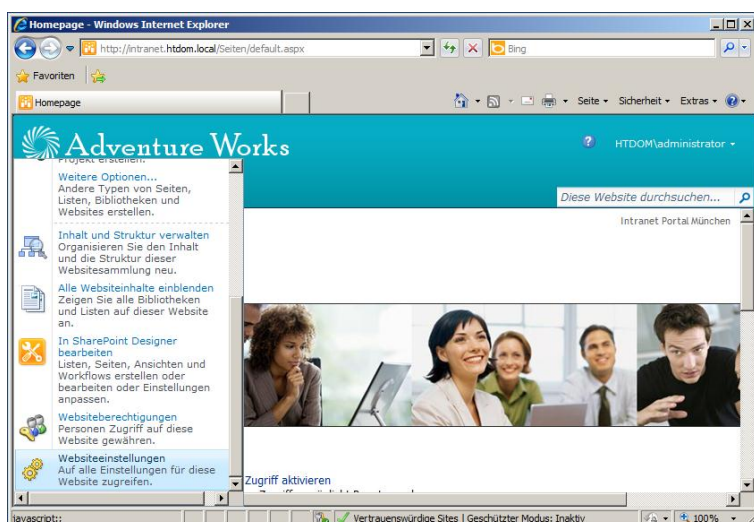 Homepage - Windows Internet Explorer
http://intranet.htdom.local/Seiten/default.aspx
Bing
Favoriten
Homepage
Seite
Sicherheit
Extras
Adventure Works
HTDOM\administrator
Projekt erstellen.
Weitere Optionen...
Andere Typen von Seiten,
Listen, Bibliotheken und
Websites erstellen.
Diese Website durchsuchen...
Intranet Portal München
Inhalt und Struktur verwalten
Organisieren Sie den Inhalt
und die Struktur dieser
Websitesammlung neu.
Alle Websiteinhalte einblenden
Zeigen Sie alle Bibliotheken
und Listen auf dieser Website
an.
In SharePoint Designer
bearbeiten
Listen, Seiten, Ansichten und
Workflows erstellen oder
bearbeiten oder Einstellungen
anpassen.
Websiteberechtigungen
Personen Zugriff auf diese
Website gewähren.
Websiteeinstellungen
Auf alle Einstellungen für diese
Website zugreifen.
Zugriff aktivieren
javascript::
Vertrauenswürdige Sites | Geschützter Modus: Inaktiv
100%